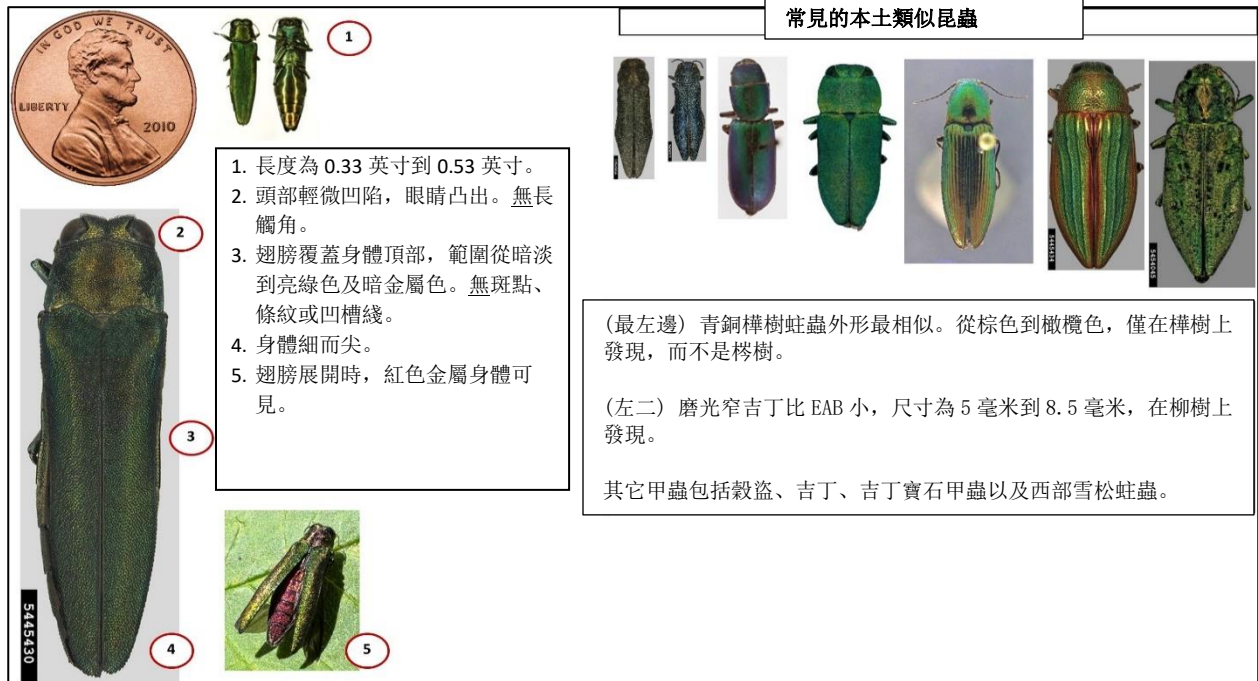 常見的本土類似昆蟲
IN GOD WE TRUST
LIBERTY
2010
1
1. 長度為 0.33 英寸到 0.53 英寸。
2. 頭部輕微凹陷，眼睛凸出。無長
觸角。
3. 翅膀覆蓋身體頂部，範圍從暗淡
到亮綠色及暗金屬色。無斑點、
條紋或凹槽綫。
4. 身體細而尖。
5. 翅膀展開時，紅色金屬身體可
見。
2
3
4
5
5445430
5445434
5454045
(最左邊) 青銅樺樹蛀蟲外形最相似。從棕色到橄欖色，僅在樺樹上
發現，而不是梣樹。
(左二) 磨光窄吉丁比 EAB 小，尺寸為 5 毫米到 8.5 毫米，在柳樹上
發現。
其它甲蟲包括穀盜、吉丁、吉丁寶石甲蟲以及西部雪松蛀蟲。